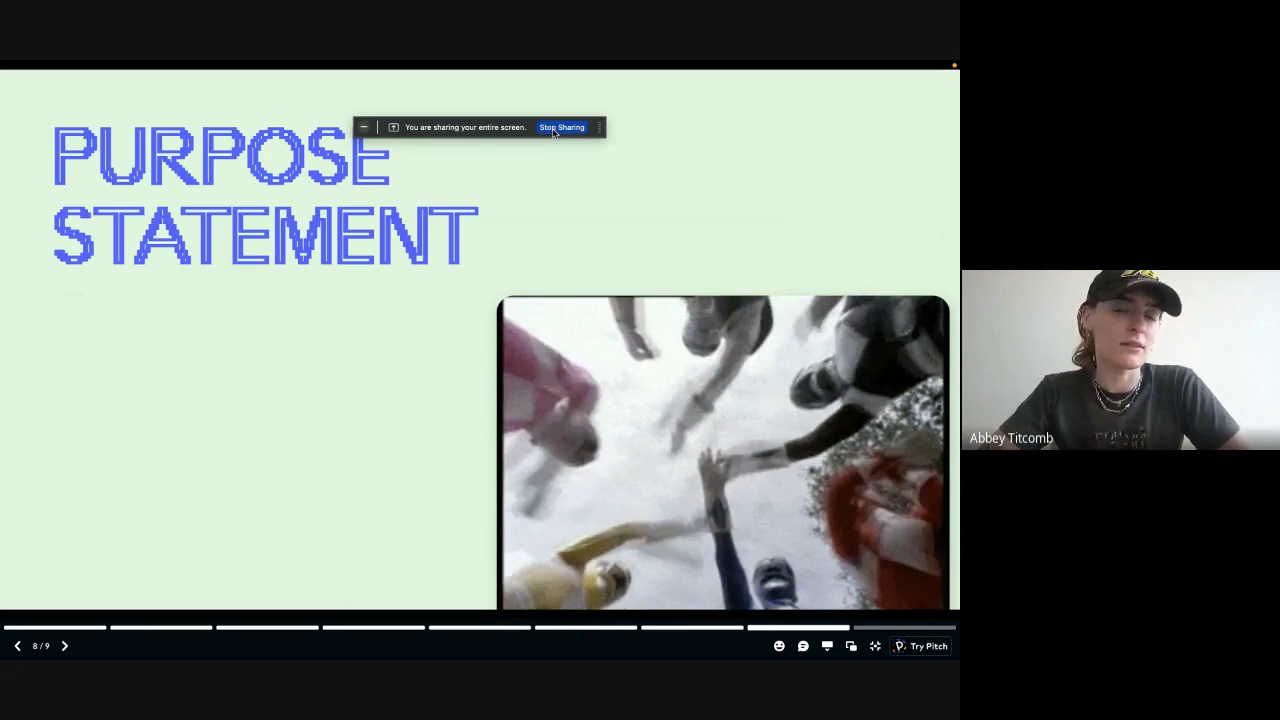 You are sharing your entire screen. Stop Sharing
PURPOSE
STATEMENT
Abbey Titcomb
8 / 9
Try Pitch